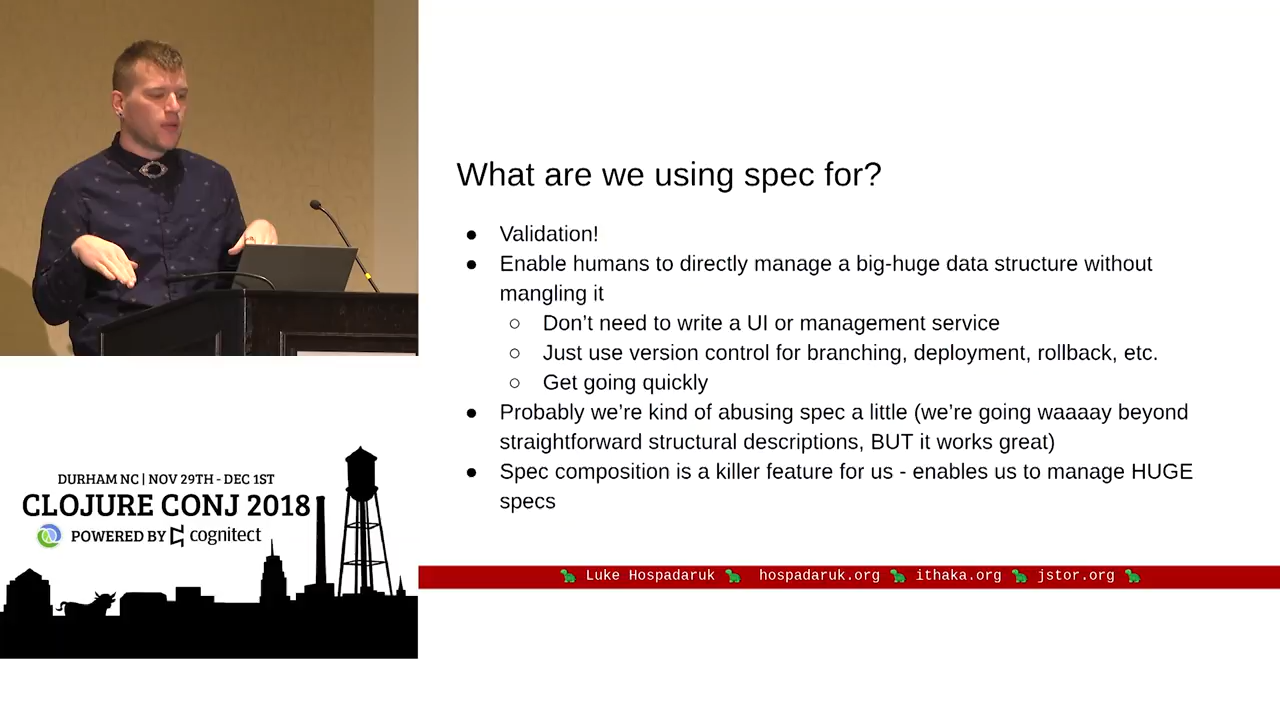 What are we using spec for?
● Validation!
● Enable humans to directly manage a big-huge data structure without
mangling it
○ Don’t need to write a UI or management service
○ Just use version control for branching, deployment, rollback, etc.
○ Get going quickly
● Probably we’re kind of abusing spec a little (we’re going waaaay beyond
straightforward structural descriptions, BUT it works great)
● Spec composition is a killer feature for us - enables us to manage HUGE
specs
DURHAM NC | NOV 29TH - DEC 1ST
CLOJURE CONJ 2018
POWERED BY cognitect
Luke Hospadaruk hospadaruk.org ithaka.org jstor.org